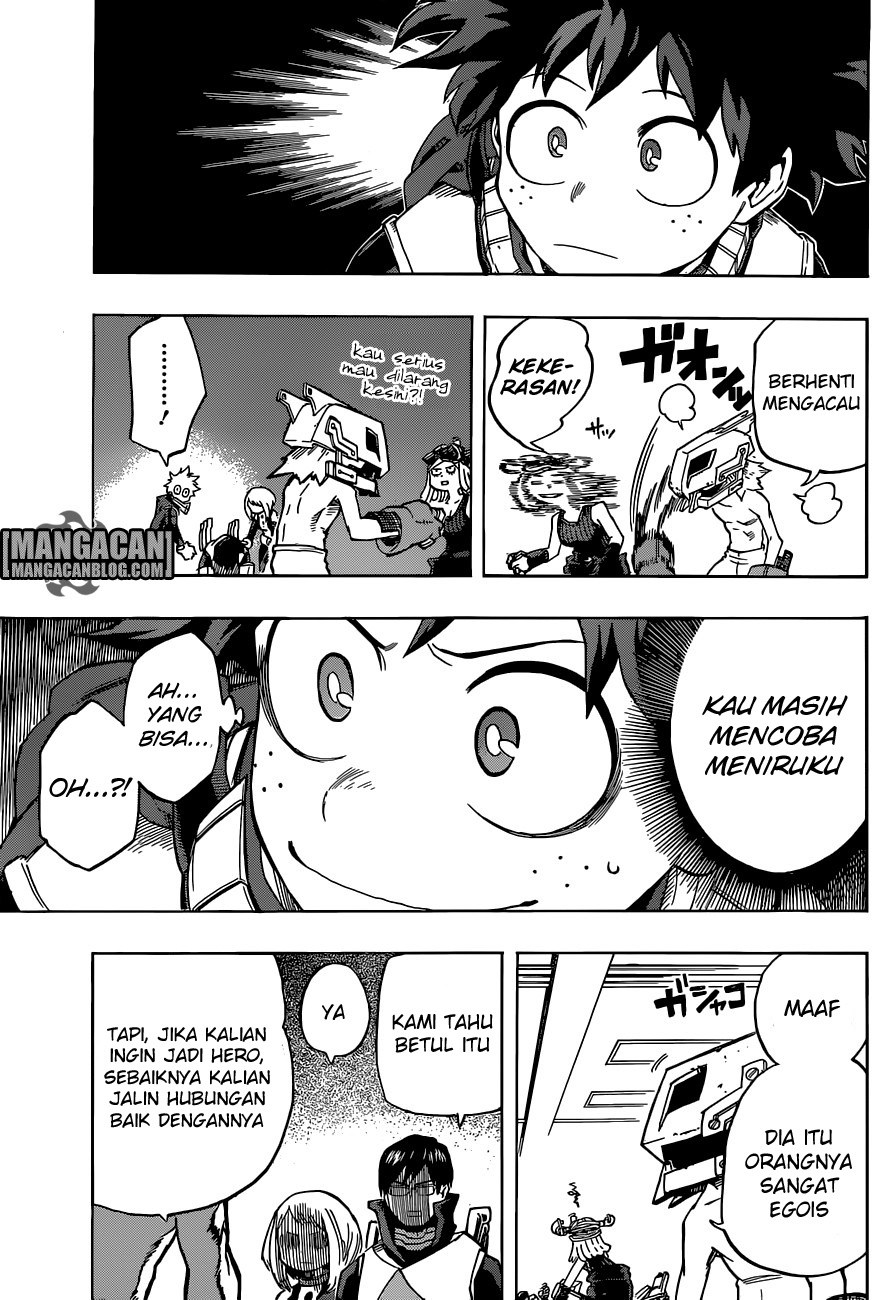 BERHENTI
MENGACAU
ガオンッ
KEKE-
RASAN!
サッ
kau serius
mau dilarang
kesini?!
........!
[MANGACAN]
MANGACANBLOG.COM
KAU MASIH
MENCOBA
MENIRUKU
AH...
YANG
BISA...
OH...?!
MAAF
ガシャコ
DIA ITU
ORANGNYA
SANGAT
EGOIS
KAMI TAHU
BETUL ITU
YA
TAPI, JIKA KALIAN
INGIN JADI HERO,
SEBAIKNYA KALIAN
JALIN HUBUNGAN
BAIK DENGANNYA